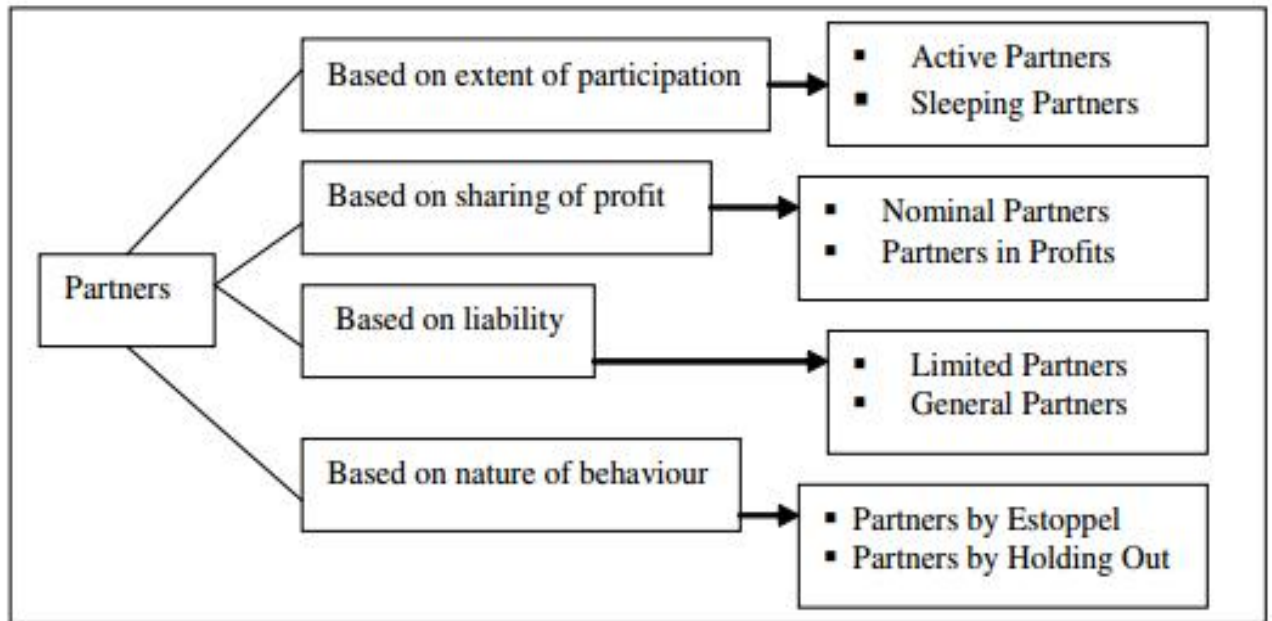 Partners
Based on extent of participation
▪ Active Partners
▪ Sleeping Partners
Based on sharing of profit
▪ Nominal Partners
▪ Partners in Profits
Based on liability
▪ Limited Partners
▪ General Partners
Based on nature of behaviour
▪ Partners by Estoppel
▪ Partners by Holding Out